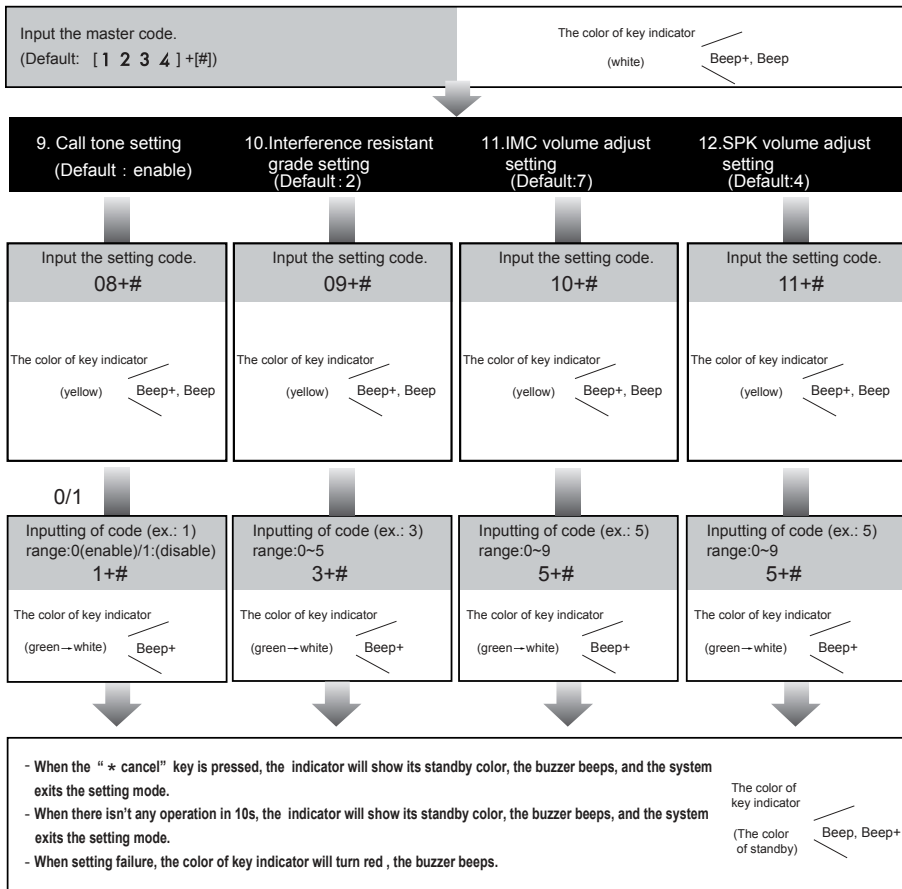 Input the master code.
(Default: [1 2 3 4]+[#])
The color of key indicator
(white)
Beep+, Beep
9. Call tone setting
(Default : enable)
10.Interference resistant
grade setting
(Default : 2)
11.IMC volume adjust
setting
(Default:7)
12.SPK volume adjust
setting
(Default:4)
Input the setting code.
08+#
The color of key indicator
(yellow)
Beep+, Beep
Input the setting code.
09+#
The color of key indicator
(yellow)
Beep+, Beep
Input the setting code.
10+#
The color of key indicator
(yellow)
Beep+, Beep
Input the setting code.
11+#
The color of key indicator
(yellow)
Beep+, Beep
0/1
Inputting of code (ex.: 1)
range:0(enable)/1:(disable)
1+#
The color of key indicator
(green→white)
Beep+
Inputting of code (ex.: 3)
range:0~5
3+#
The color of key indicator
(green→white)
Beep+
Inputting of code (ex.: 5)
range:0~9
5+#
The color of key indicator
(green→white)
Beep+
Inputting of code (ex.: 5)
range:0~9
5+#
The color of key indicator
(green→white)
Beep+
- When the “ * cancel” key is pressed, the indicator will show its standby color, the buzzer beeps, and the system
exits the setting mode.
- When there isn’t any operation in 10s, the indicator will show its standby color, the buzzer beeps, and the system
exits the setting mode.
- When setting failure, the color of key indicator will turn red , the buzzer beeps.
The color of
key indicator
(The color
of standby)
Beep, Beep+